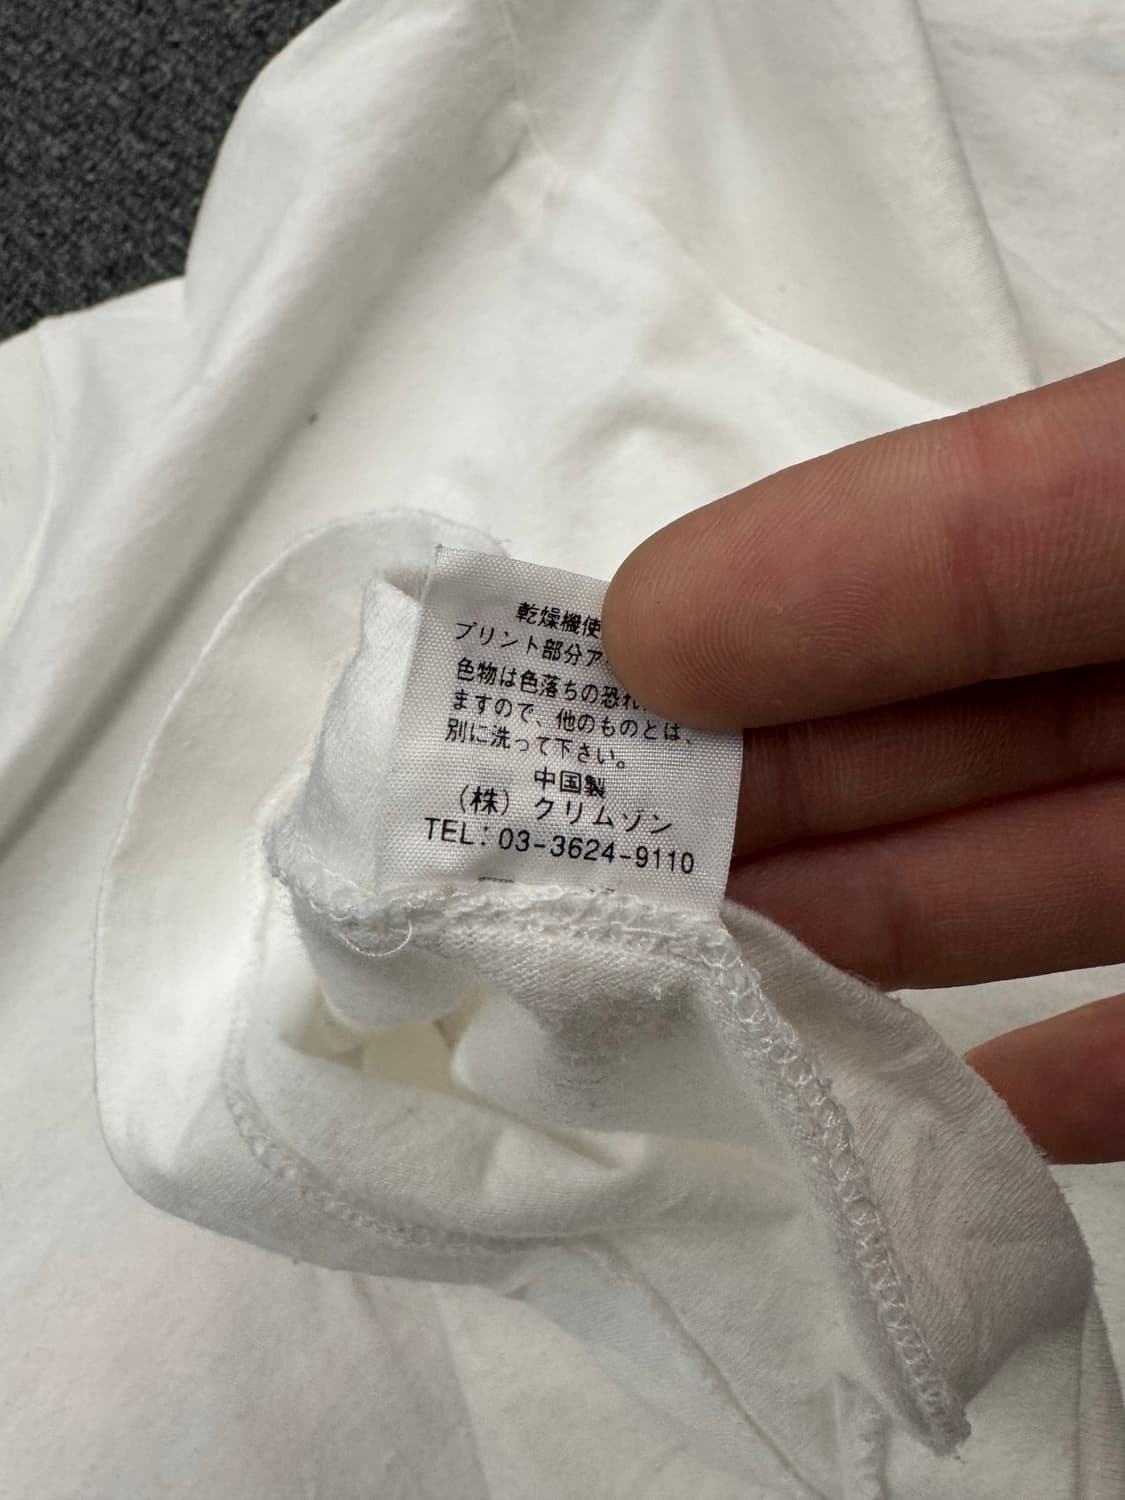 乾燥機使
プリント部分ア
色物は色落ちの恐れ
ますので、他のものとは、
別に洗って下さい。
中国製
（株）クリムゾン
TEL：03-3624-9110